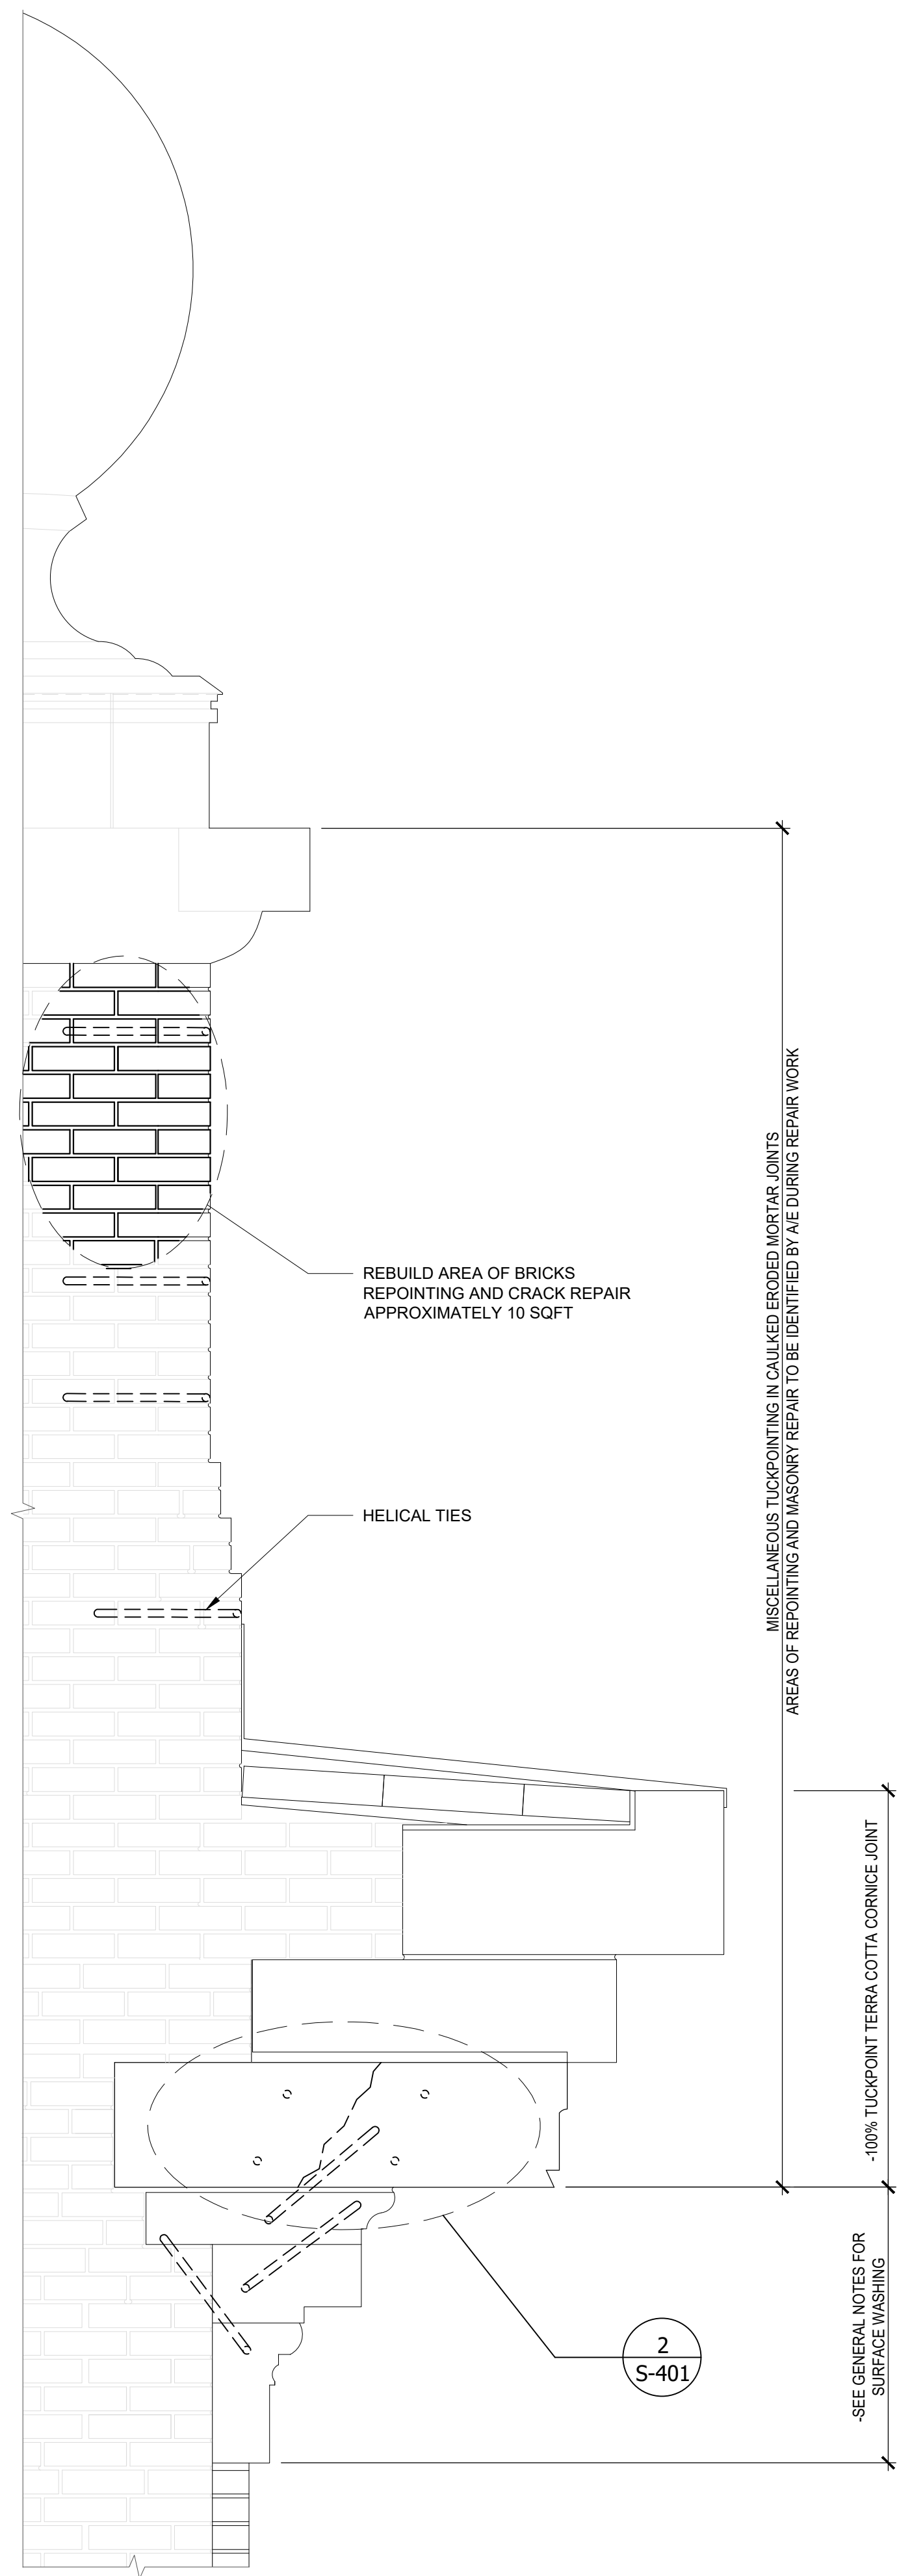 REBUILD AREA OF BRICKS
REPOINTING AND CRACK REPAIR
APPROXIMATELY 10 SQFT
HELICAL TIES
MISCELLANEOUS TUCKPOINTING IN CAULKED ERODED MORTAR JOINTS
AREAS OF REPOINTING AND MASONRY REPAIR TO BE IDENTIFIED BY A/E DURING REPAIR WORK
-100% TUCKPOINT TERRA COTTA CORNICE JOINT
-SEE GENERAL NOTES FOR
SURFACE WASHING
2
S-401